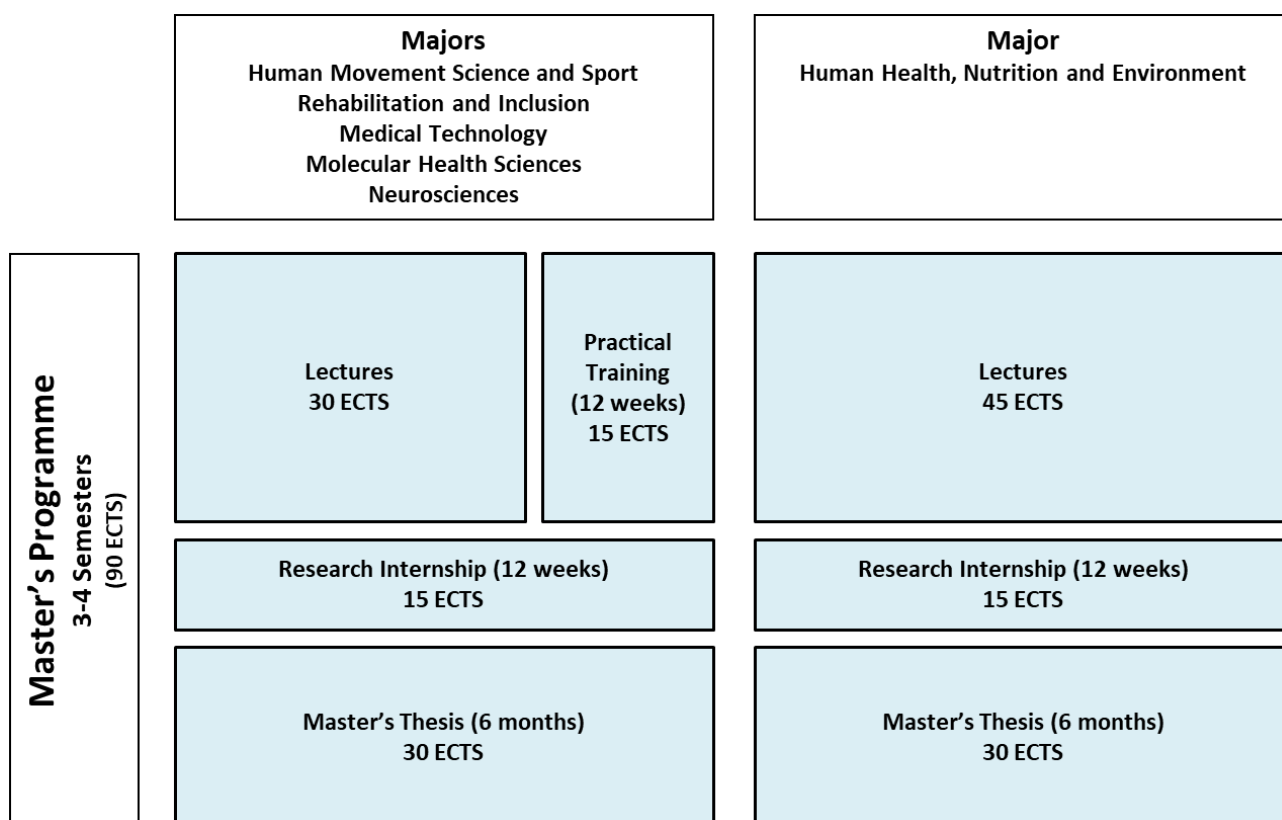 Majors
Human Movement Science and Sport
Rehabilitation and Inclusion
Medical Technology
Molecular Health Sciences
Neurosciences
Major
Human Health, Nutrition and Environment
Master’s Programme
3-4 Semesters
(90 ECTS)
Lectures
30 ECTS
Practical
Training
(12 weeks)
15 ECTS
Lectures
45 ECTS
Research Internship (12 weeks)
15 ECTS
Research Internship (12 weeks)
15 ECTS
Master’s Thesis (6 months)
30 ECTS
Master’s Thesis (6 months)
30 ECTS